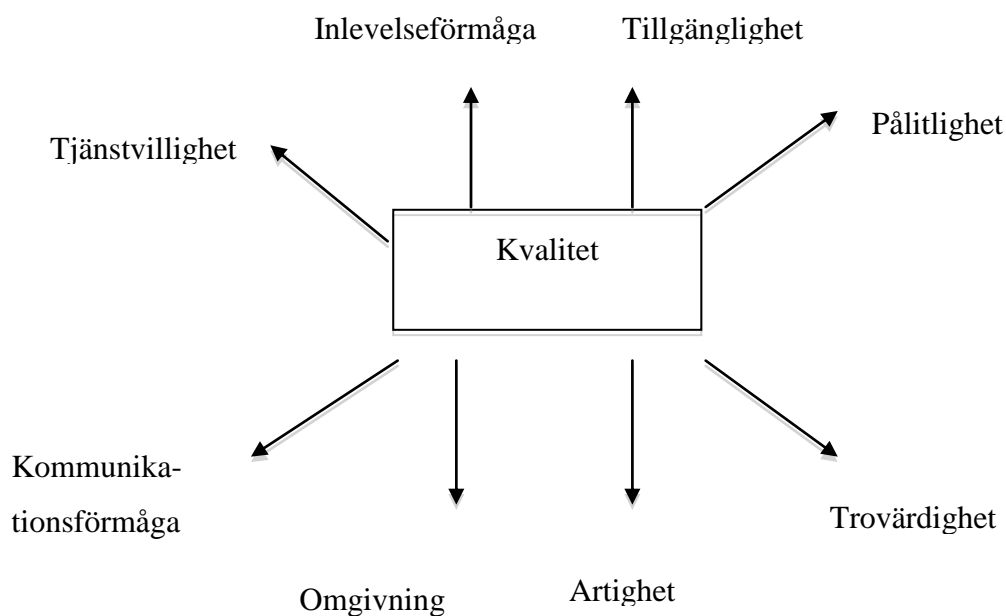 Inlevelseförmåga
Tillgänglighet
Pålitlighet
Tjänstvillighet
Kvalitet
Kommunika-
tionsförmåga
Trovärdighet
Omgivning
Artighet